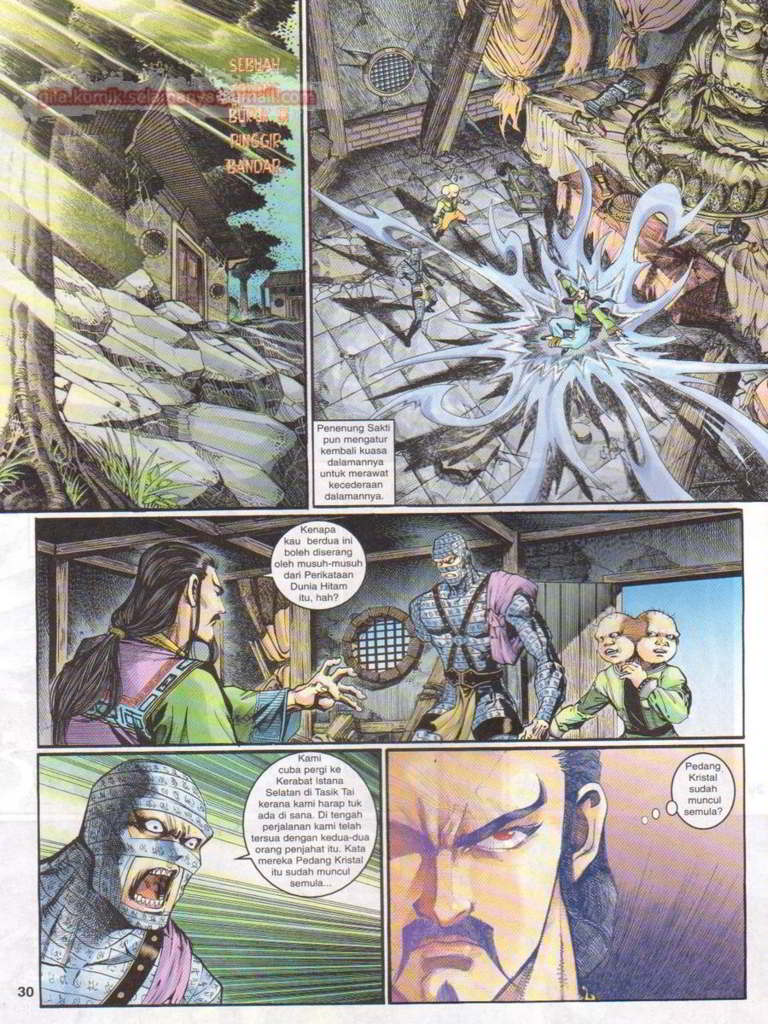 SEBUAH
BANDAR
PINGGIR
Penenung Sakti
pun mengatur
kembali kuasa
dalamannya
untuk merawat
kecederaan
dalamannya.
Kenapa
kau berdua ini
boleh diserang
oleh musuh-musuh
dari Perikataan
Dunia Hitam
itu, hah?
Kami
cuba pergi ke
Kerabat Istana
Selatan di Tasik Tai
kerana kami harap tuk
ada di sana. Di tengah
perjalanan kami telah
tersua dengan kedua-dua
orang penjahat itu. Kata
mereka Pedang Kristal
itu sudah muncul
semula...
Pedang
Kristal
sudah
muncul
semula?
30